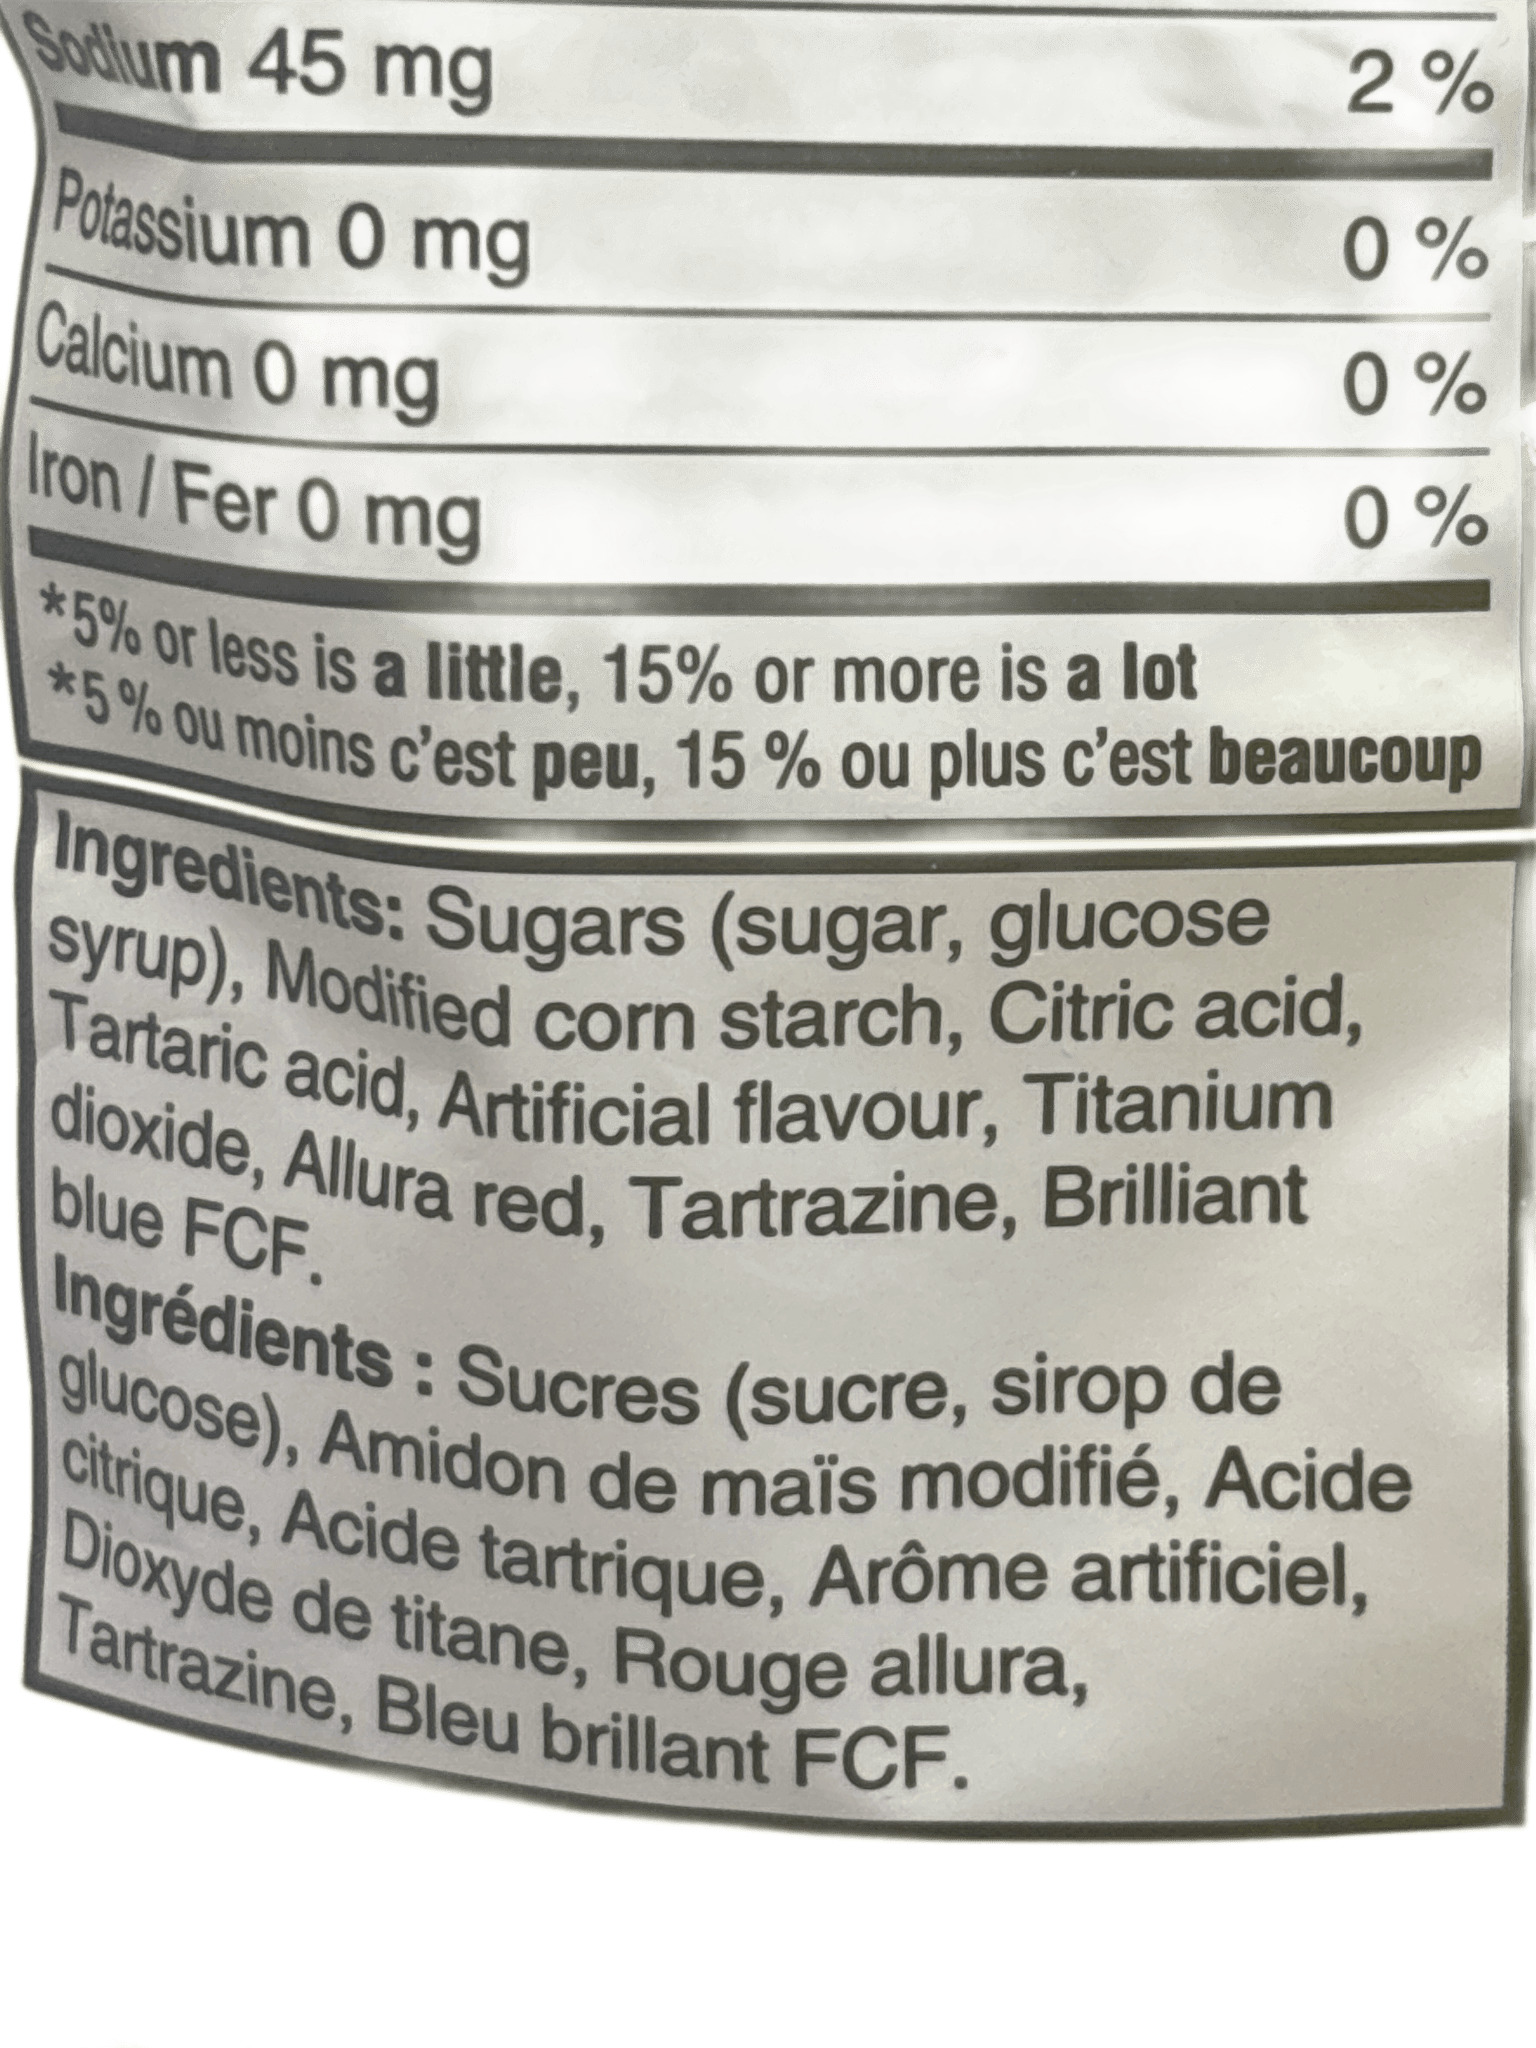 Sodium 45 mg 2 %
Potassium 0 mg 0 %
Calcium 0 mg 0 %
Iron / Fer 0 mg 0 %
*5% or less is a little, 15% or more is a lot
*5 % ou moins c'est peu, 15 % ou plus c'est beaucoup
Ingredients: Sugars (sugar, glucose
syrup), Modified corn starch, Citric acid,
Tartaric acid, Artificial flavour, Titanium
dioxide, Allura red, Tartrazine, Brilliant
blue FCF.
Ingrédients : Sucres (sucre, sirop de
glucose), Amidon de maïs modifié, Acide
citrique, Acide tartrique, Arôme artificiel,
Dioxyde de titane, Rouge allura,
Tartrazine, Bleu brillant FCF.